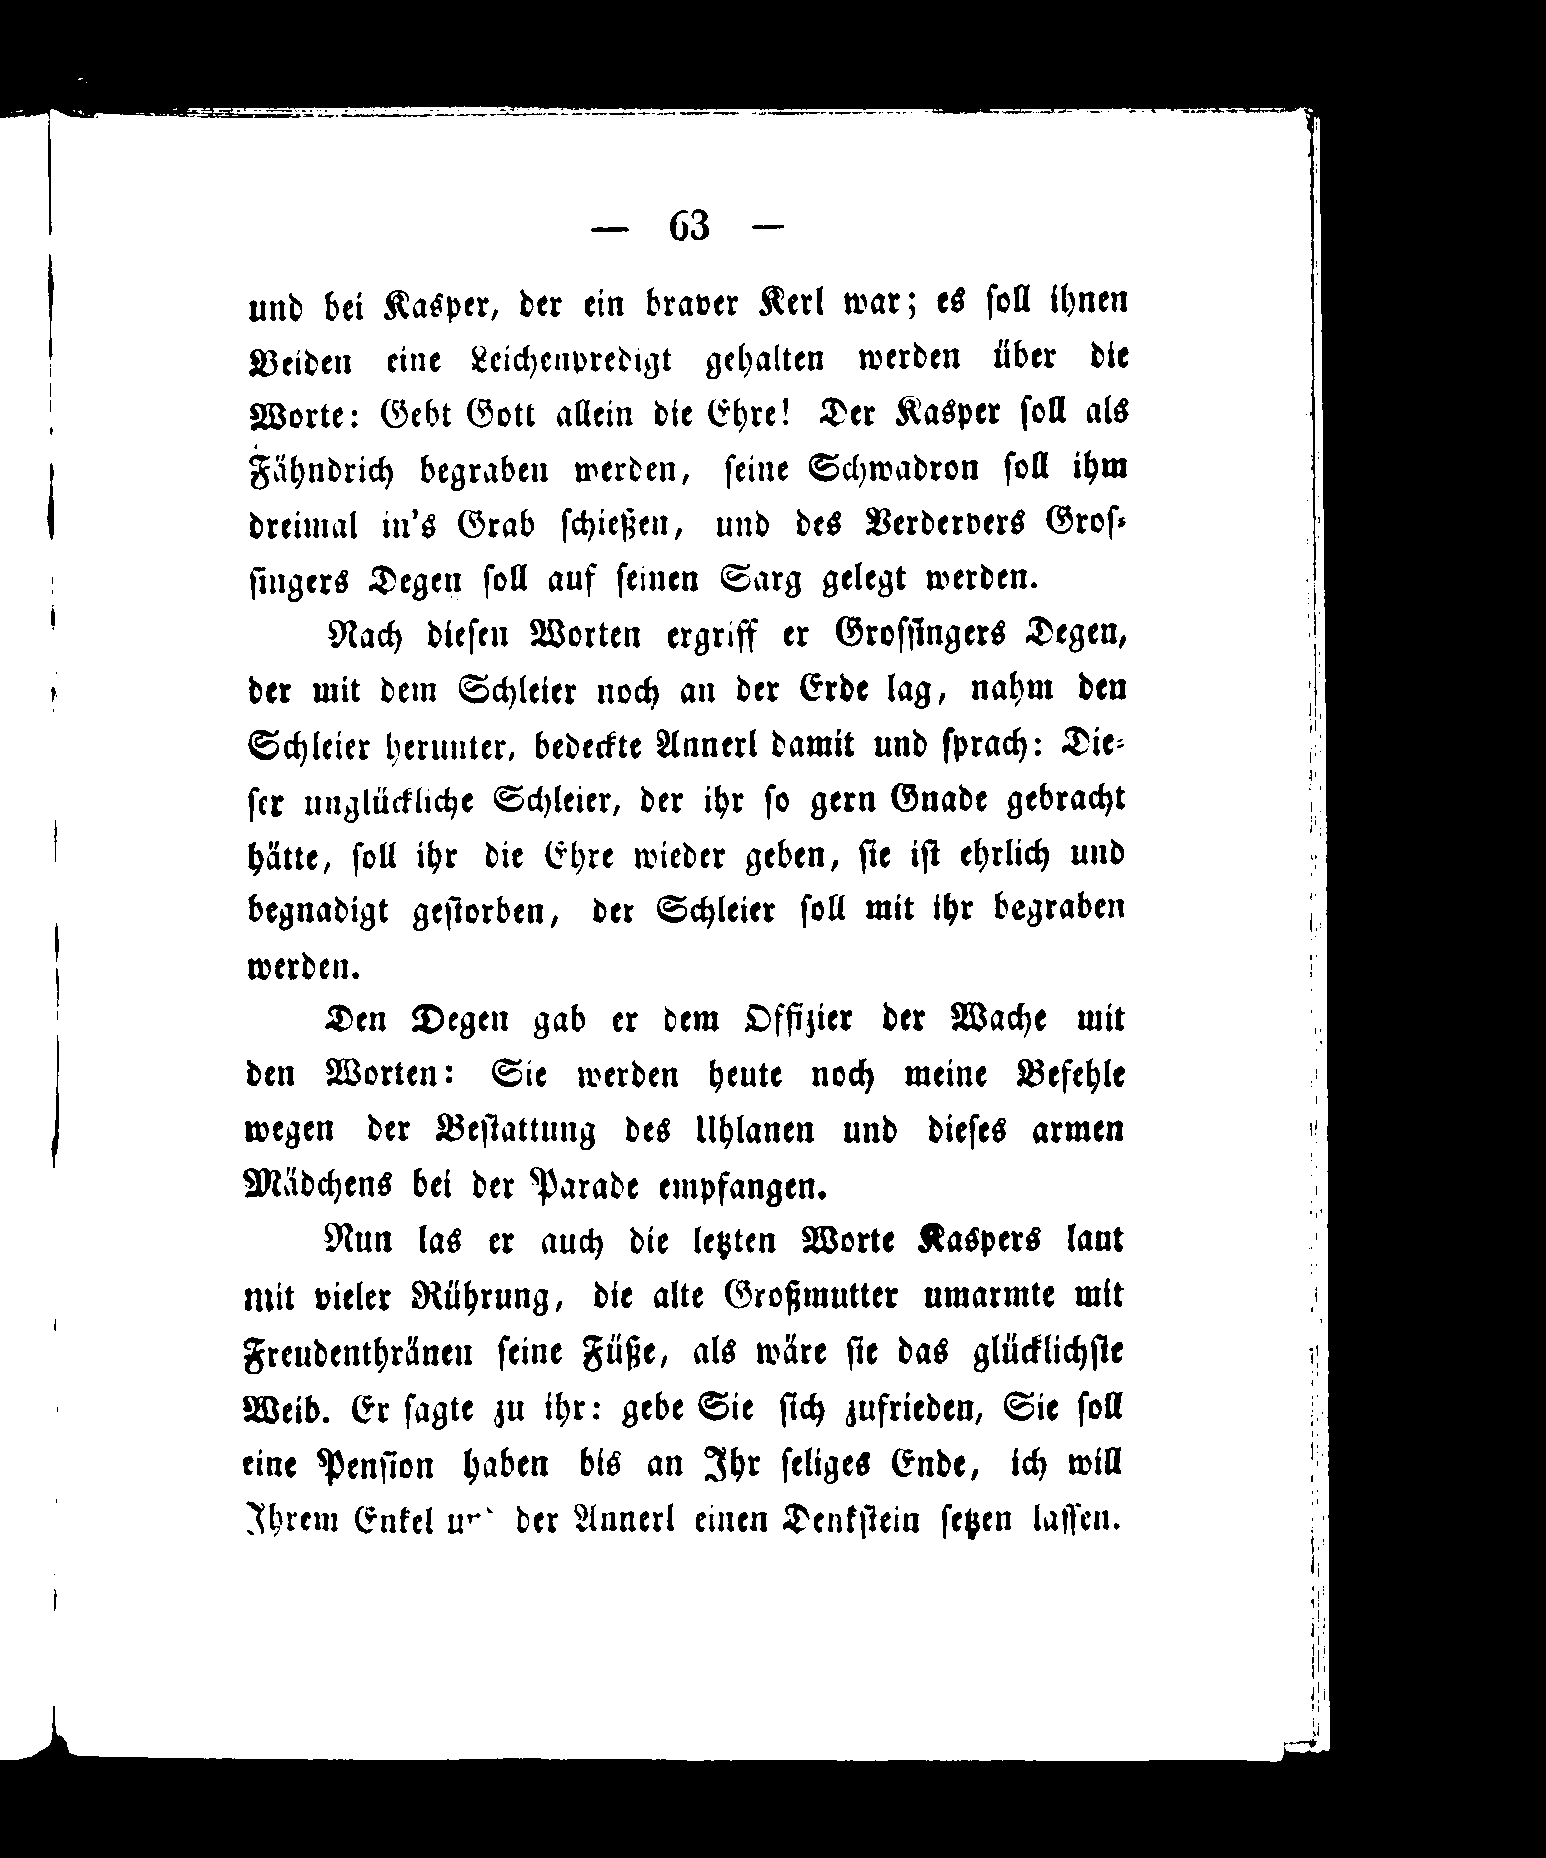 — 63 —
und bei Kasper, der ein braver Kerl war; es soll ihnen
Beiden eine Leichenpredigt gehalten werden über die
Worte: Gebt Gott allein die Ehre! Der Kasper soll als
Fähndrich begraben werden, seine Schwadron soll ihm
dreimal in's Grab schießen, und des Verderbers Gros-
singers Degen soll auf seinen Sarg gelegt werden.
Nach diesen Worten ergriff er Grossingers Degen,
der mit dem Schleier noch an der Erde lag, nahm den
Schleier herunter, bedeckte Annerl damit und sprach: Die-
ser unglückliche Schleier, der ihr so gern Gnade gebracht
hätte, soll ihr die Ehre wieder geben, sie ist ehrlich und
begnadigt gestorben, der Schleier soll mit ihr begraben
werden.
Den Degen gab er dem Offizier der Wache mit
den Worten: Sie werden heute noch meine Befehle
wegen der Bestattung des Uhlanen und dieses armen
Mädchens bei der Parade empfangen.
Nun las er auch die letzten Worte Kaspers laut
mit vieler Rührung, die alte Großmutter umarmte mit
Freudenthränen seine Füße, als wäre sie das glücklichste
Weib. Er sagte zu ihr: gebe Sie sich zufrieden, Sie soll
eine Pension haben bis an Ihr seliges Ende, ich will
Ihrem Enkel und der Annerl einen Denkstein setzen lassen.